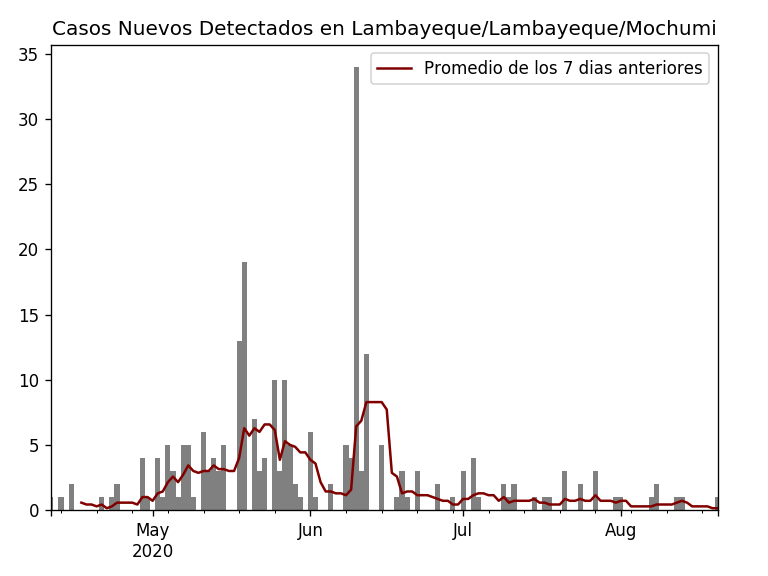 Casos Nuevos Detectados en Lambayeque/Lambayeque/Mochumi
Promedio de los 7 dias anteriores
35
30
25
20
15
10
5
0
May
2020
Jun
Jul
Aug